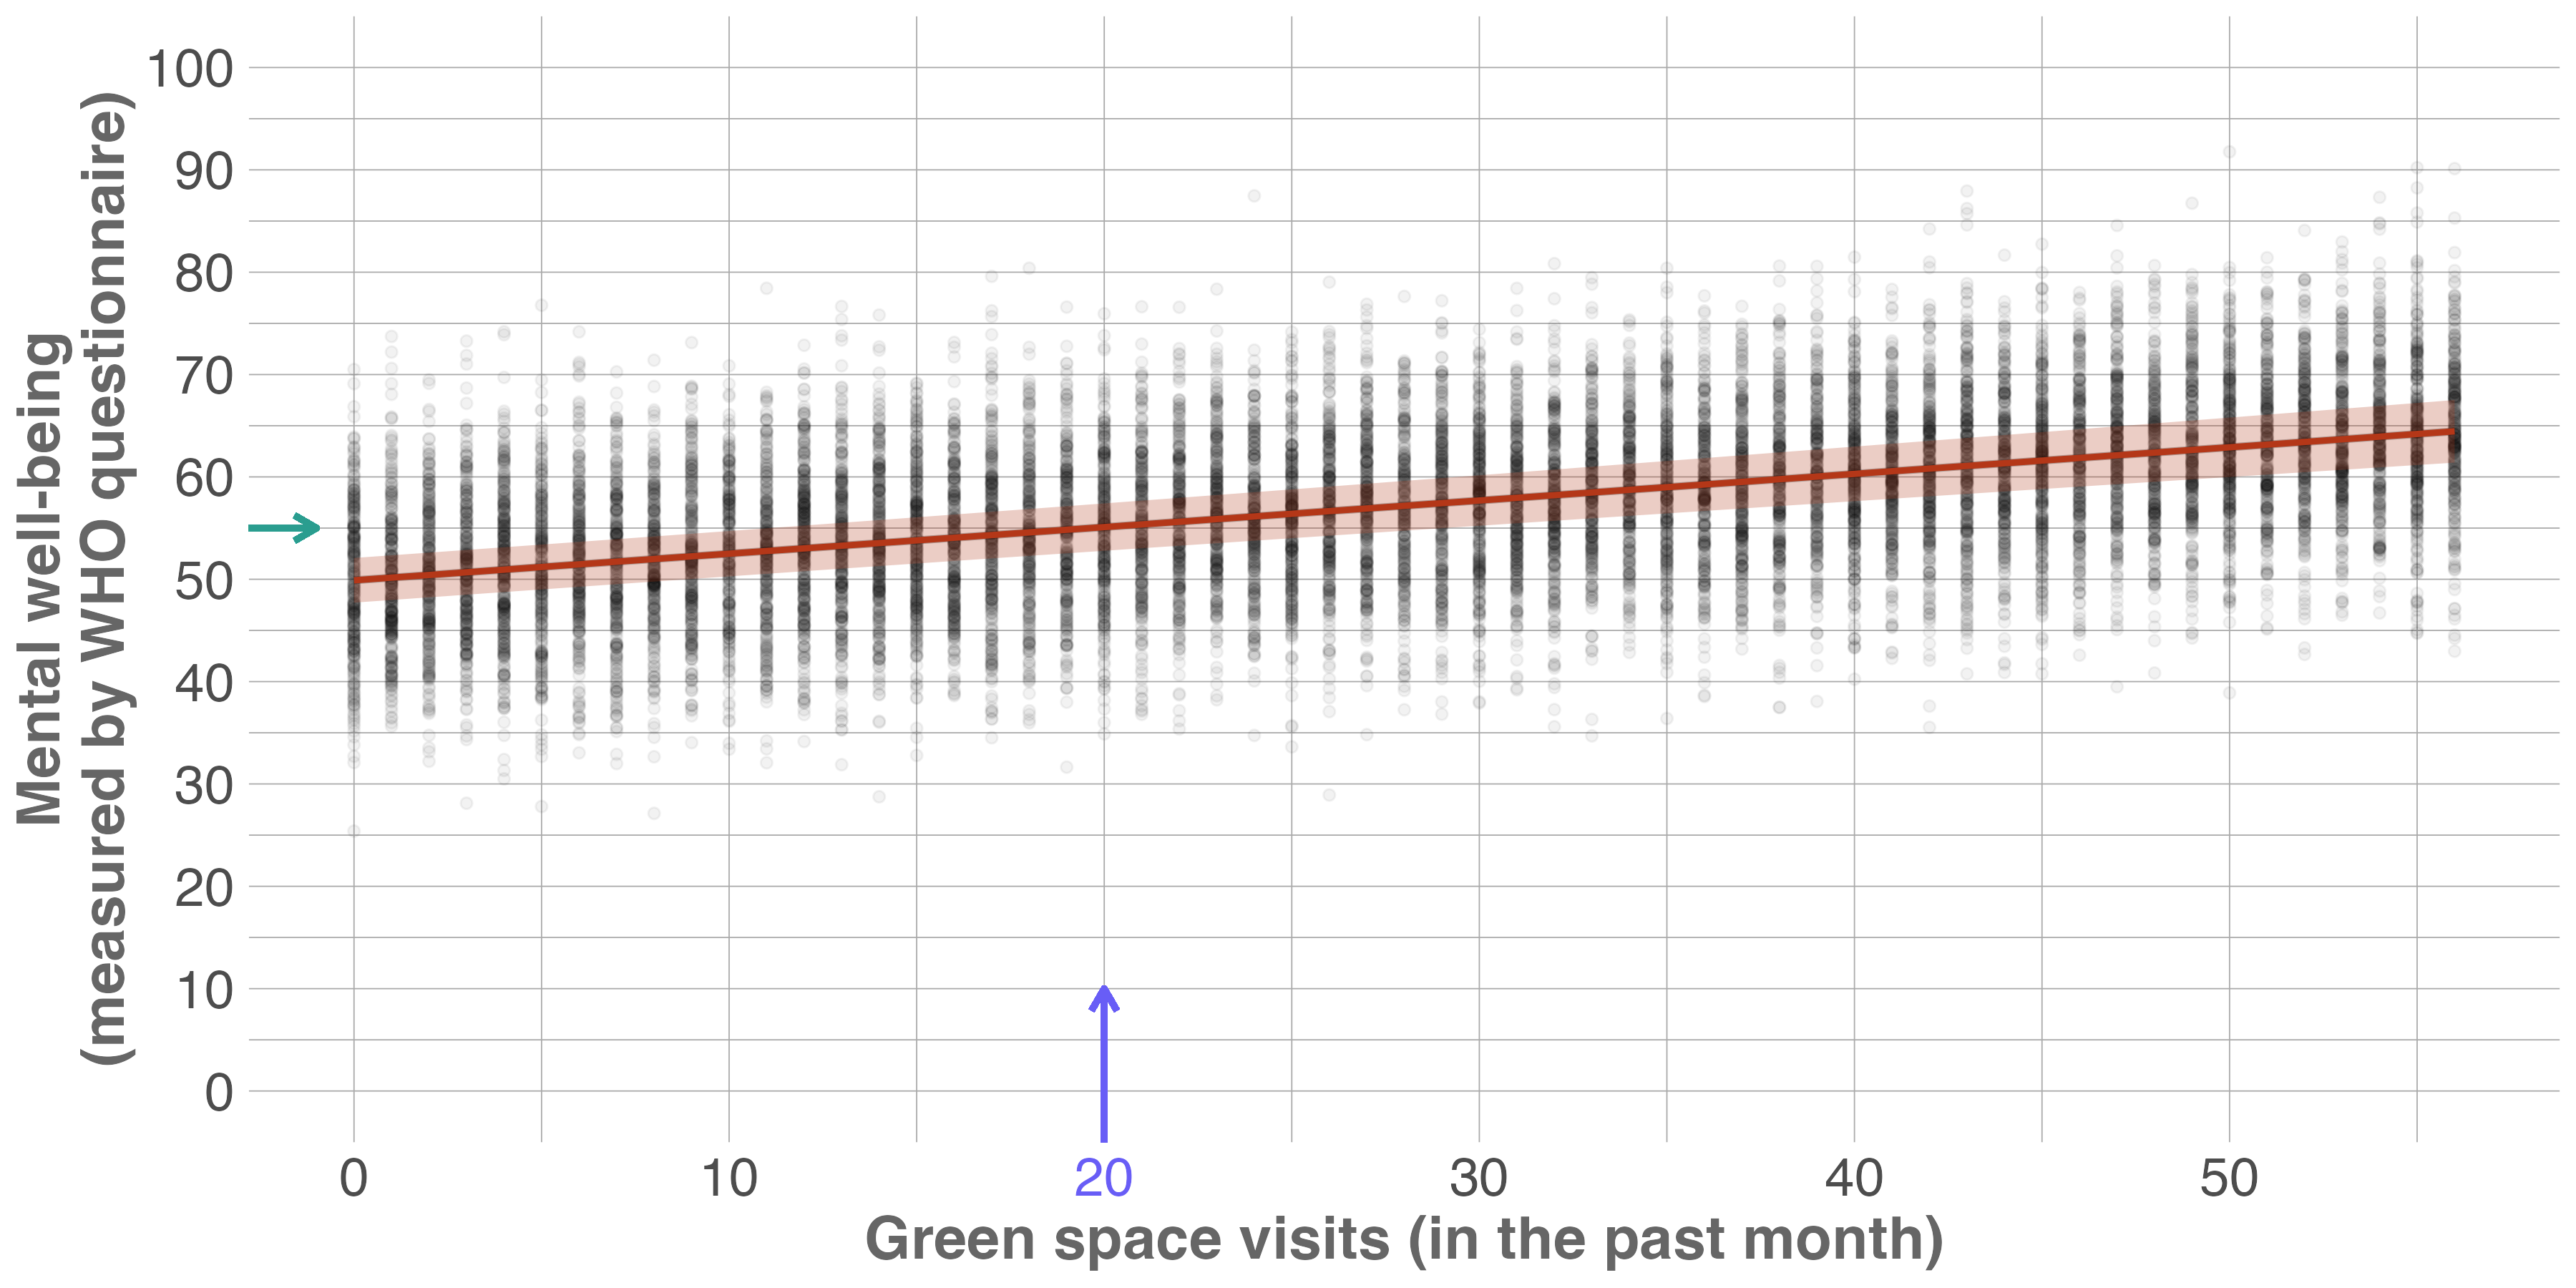 Mental well-being
(measured by WHO questionnaire)
100
90
80
70
60
50
40
30
20
10
0
0 10 20 30 40 50
Green space visits (in the past month)